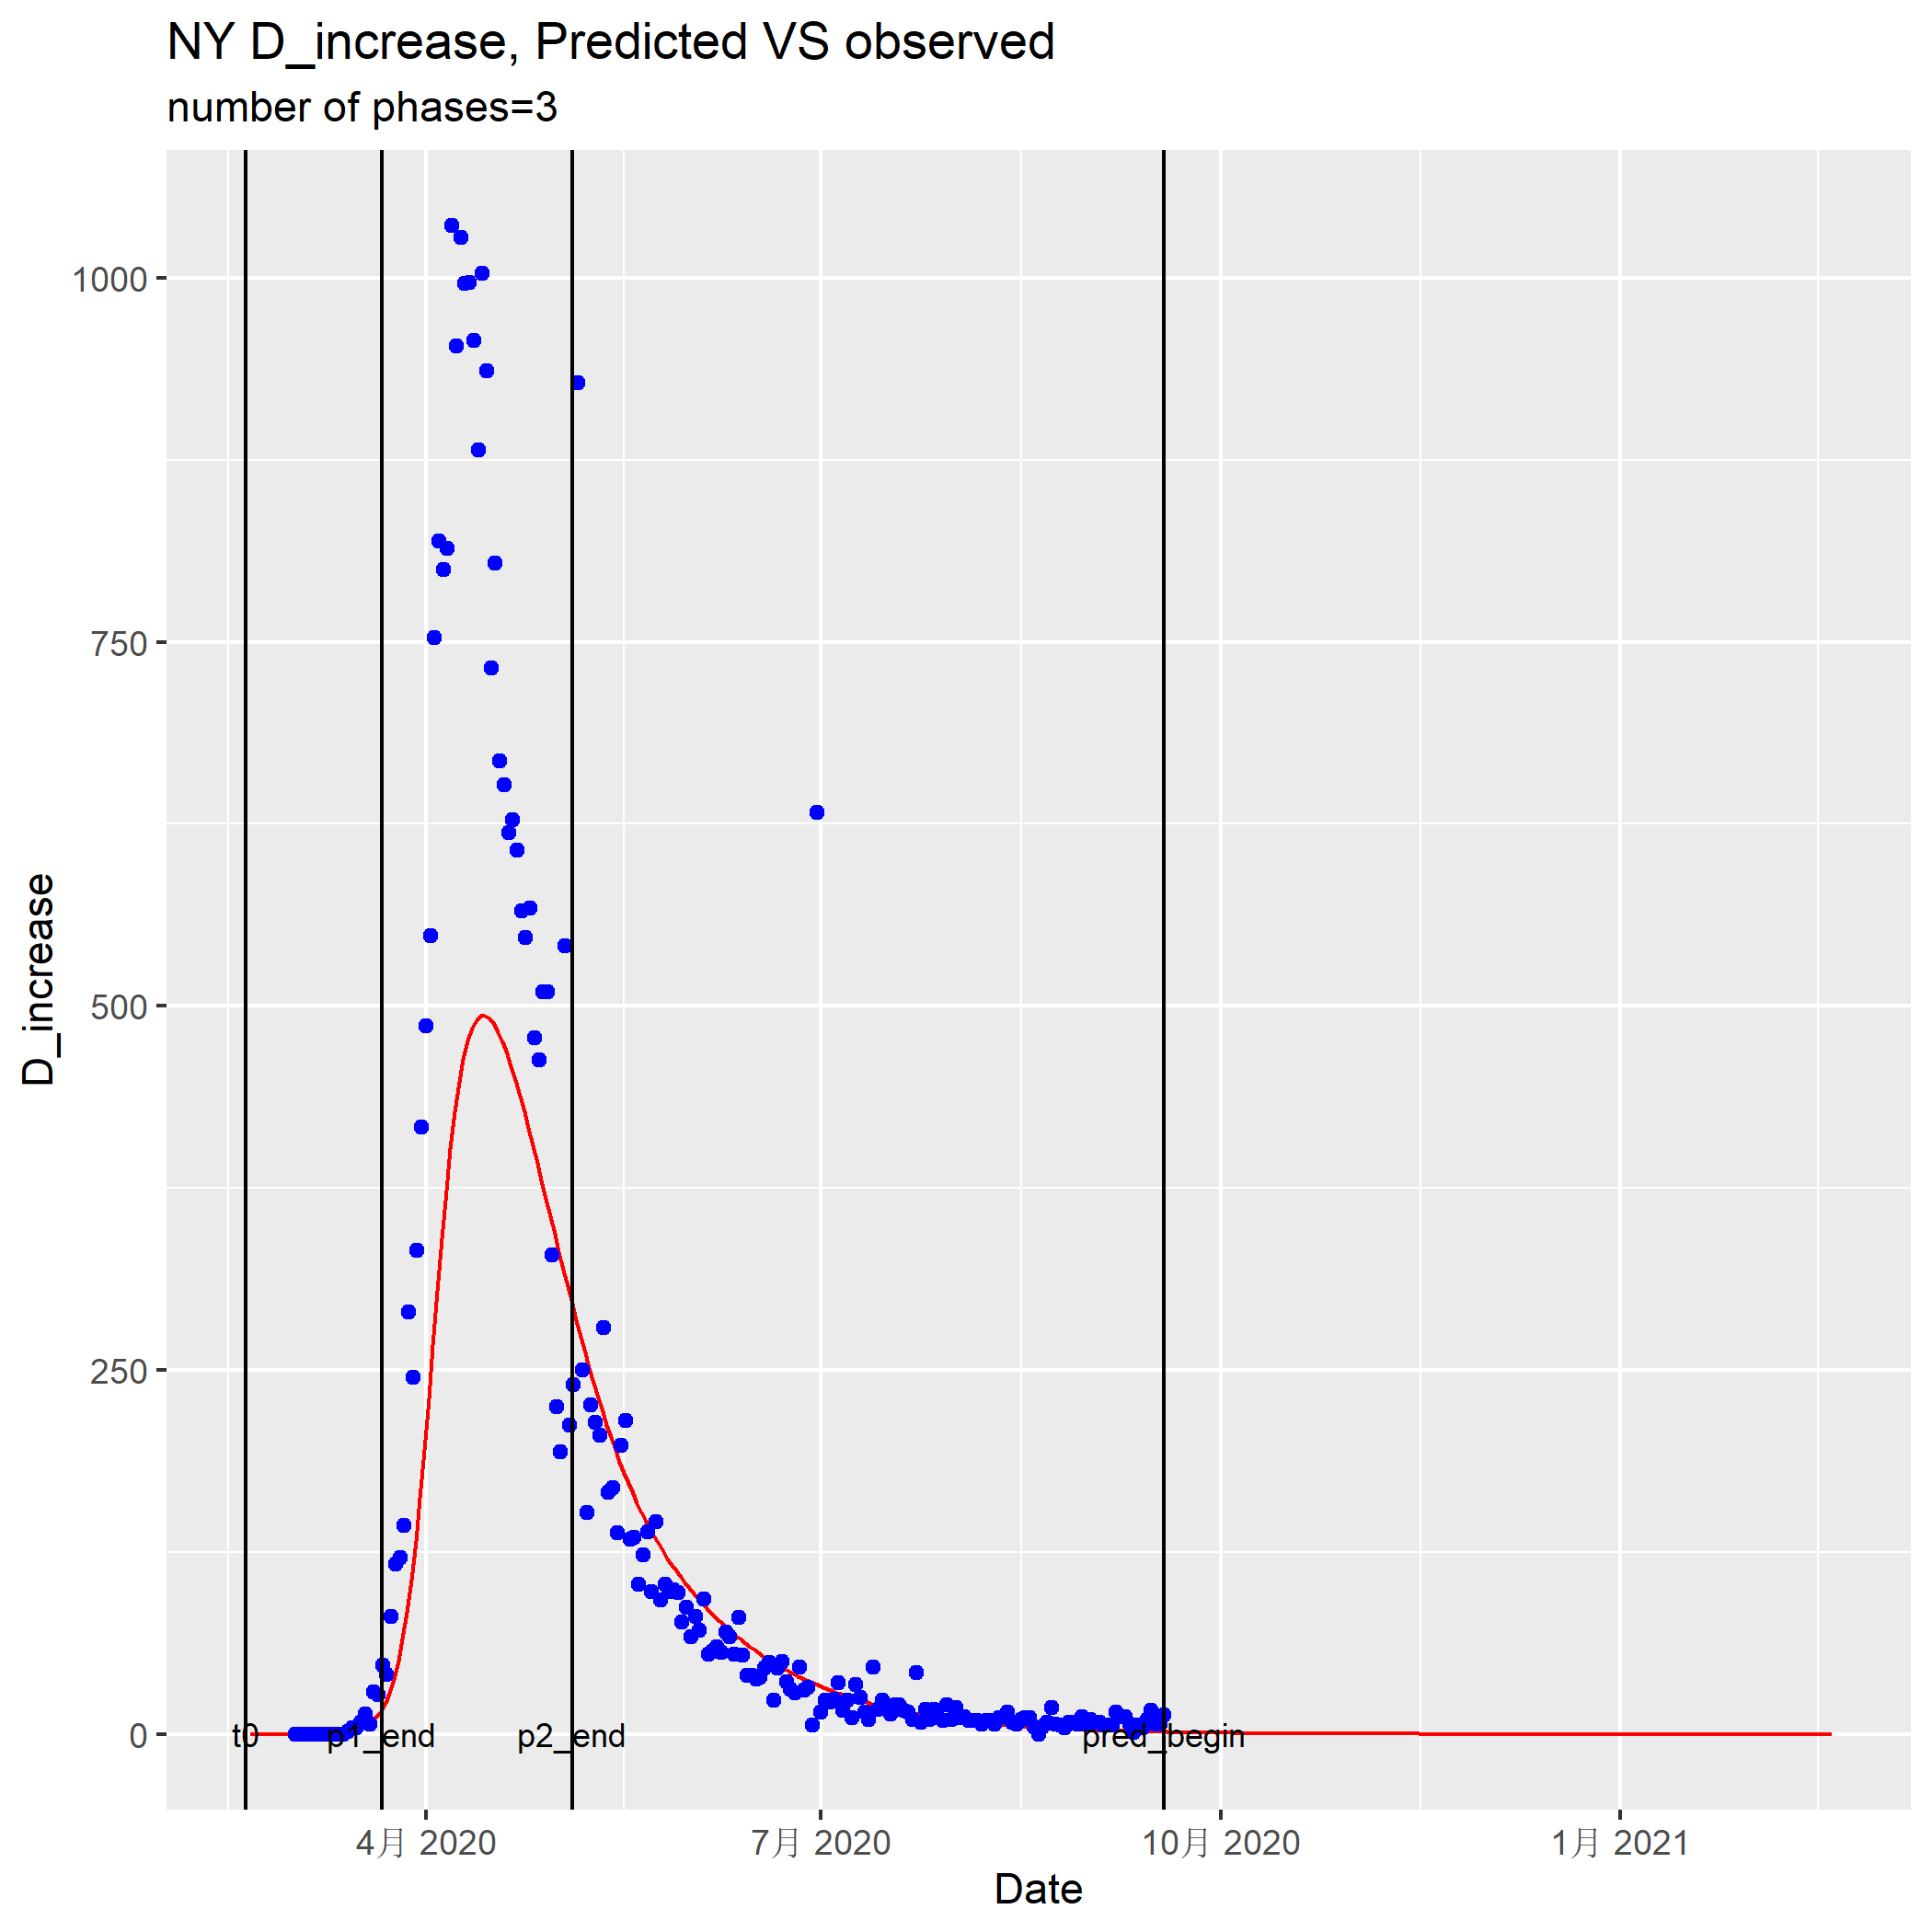 NY D_increase, Predicted VS observed
number of phases=3
1000
750
500
250
0
D_increase
t0
p1_end
p2_end
pred_begin
4月 2020
7月 2020
10月 2020
1月 2021
Date